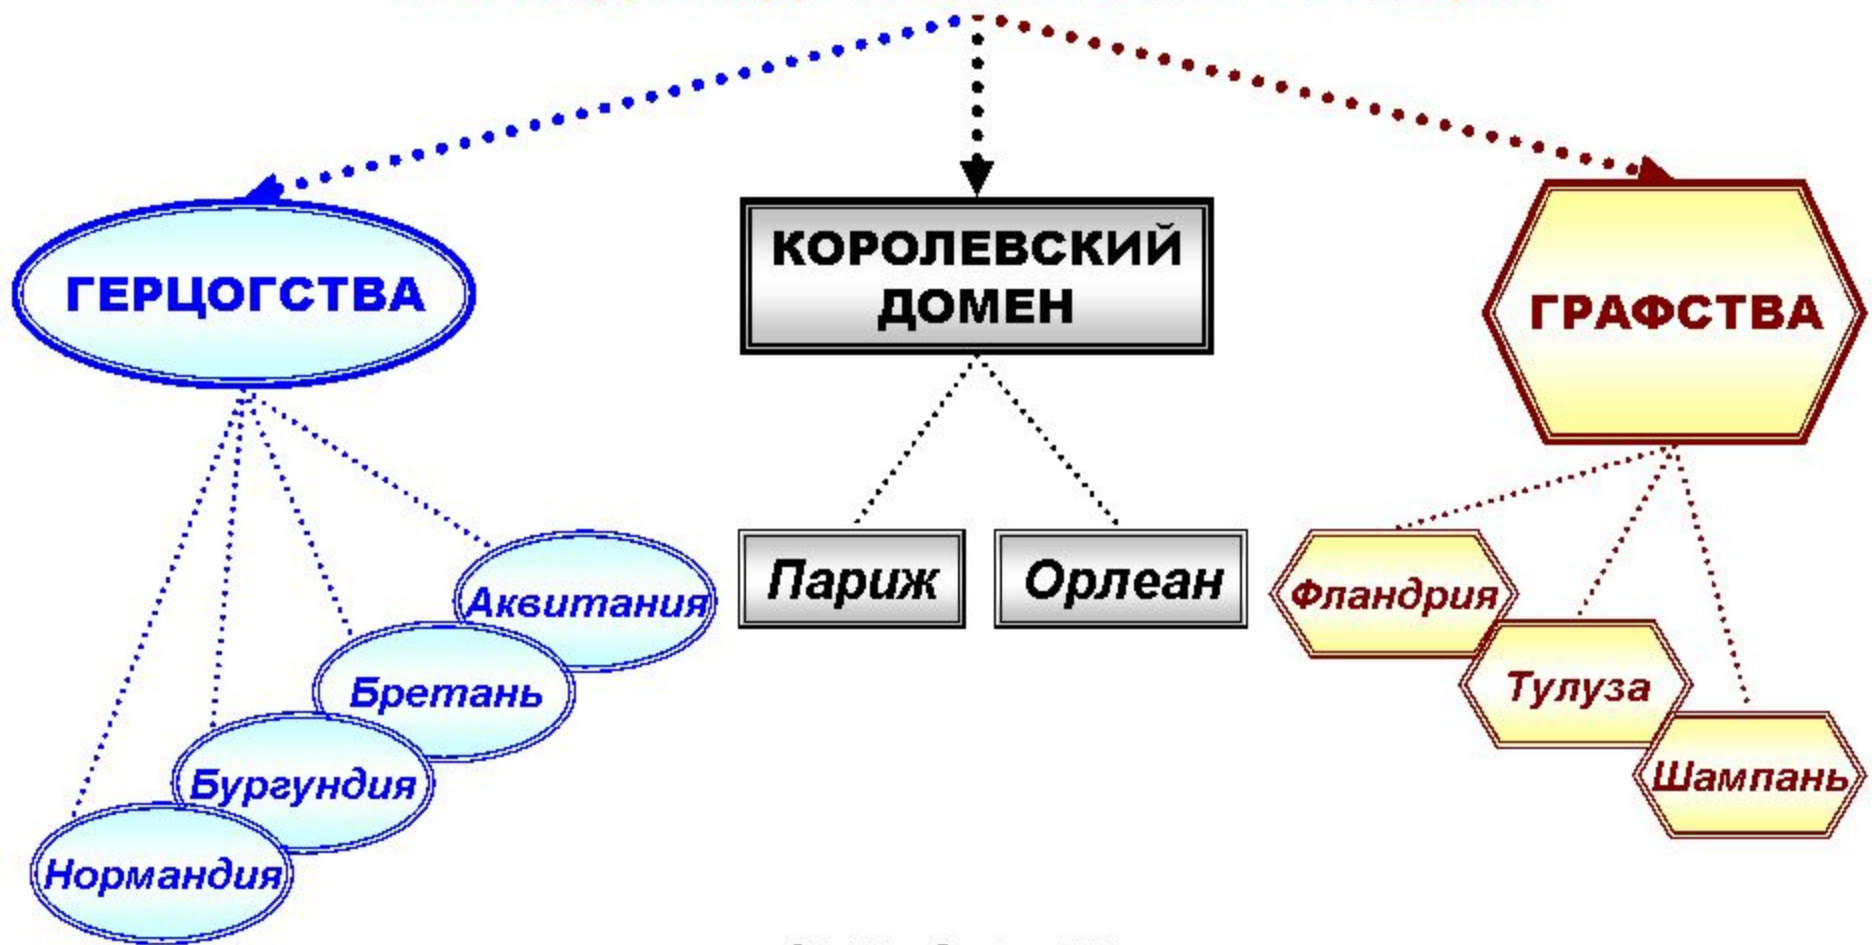 ГЕРЦОГСТВА
КОРОЛЕВСКИЙ
ДОМЕН
ГРАФСТВА
Аквитания
Бретань
Бургундия
Нормандия
Париж
Орлеан
Фландрия
Тулуза
Шампань